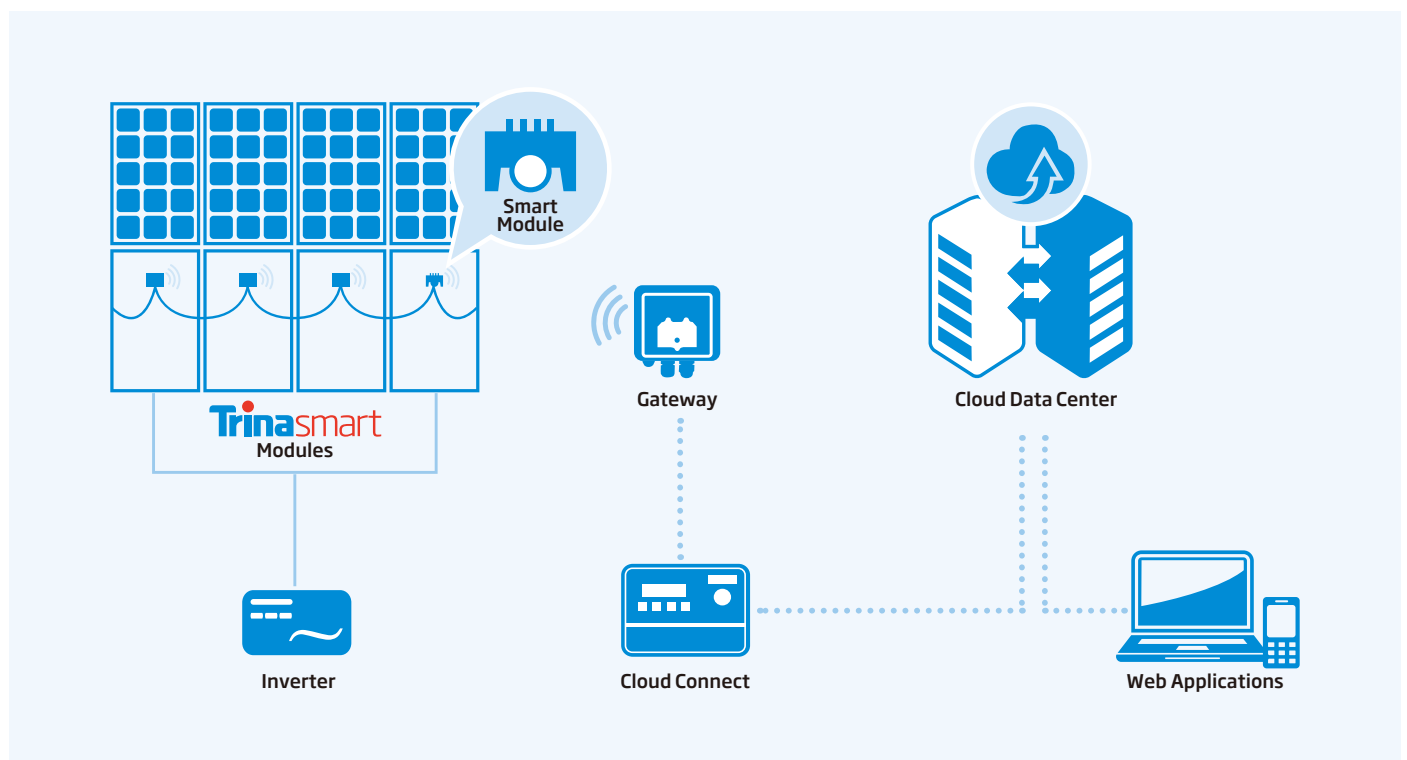 Smart
Module
Trinasmart
Modules
Gateway
Cloud Data Center
Inverter
Cloud Connect
Web Applications